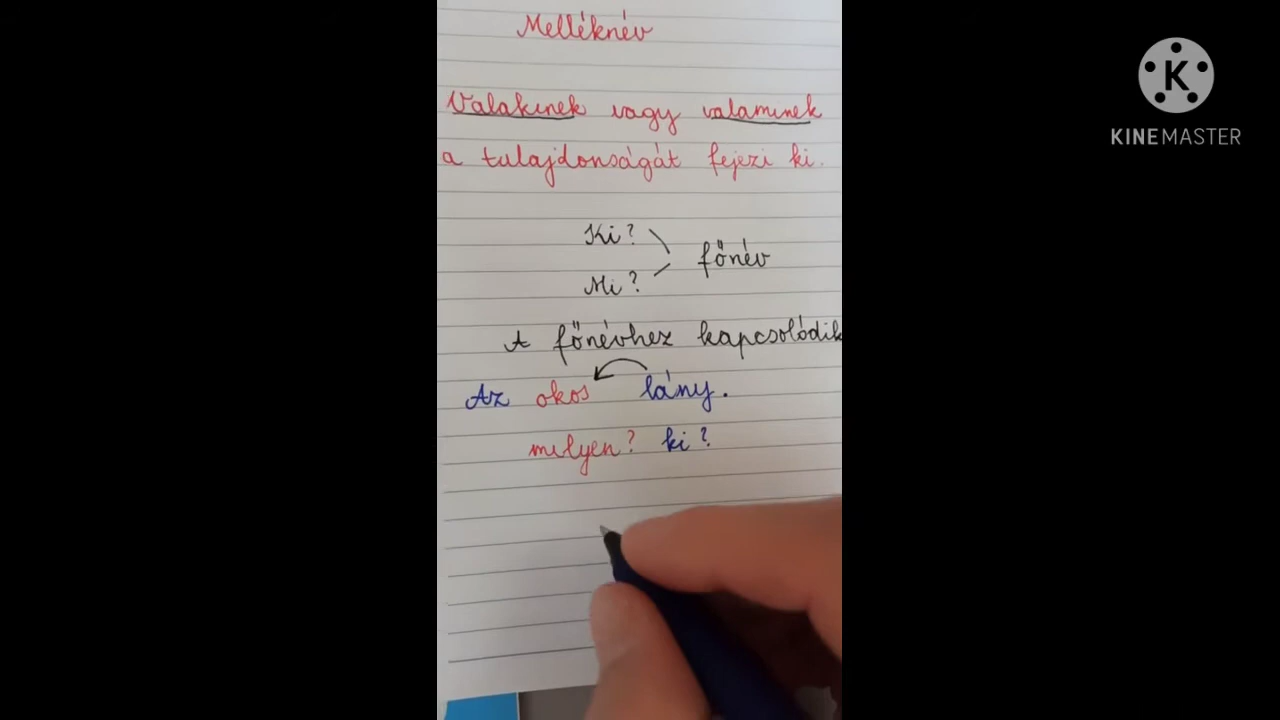 Melléknév
Valakinek vagy valaminek
a tulajdonságát fejezi ki.
Ki?
főnév
Mi?
A főnévhez kapcsolódik
Az okos lány.
milyen? ki?
KINEMASTER